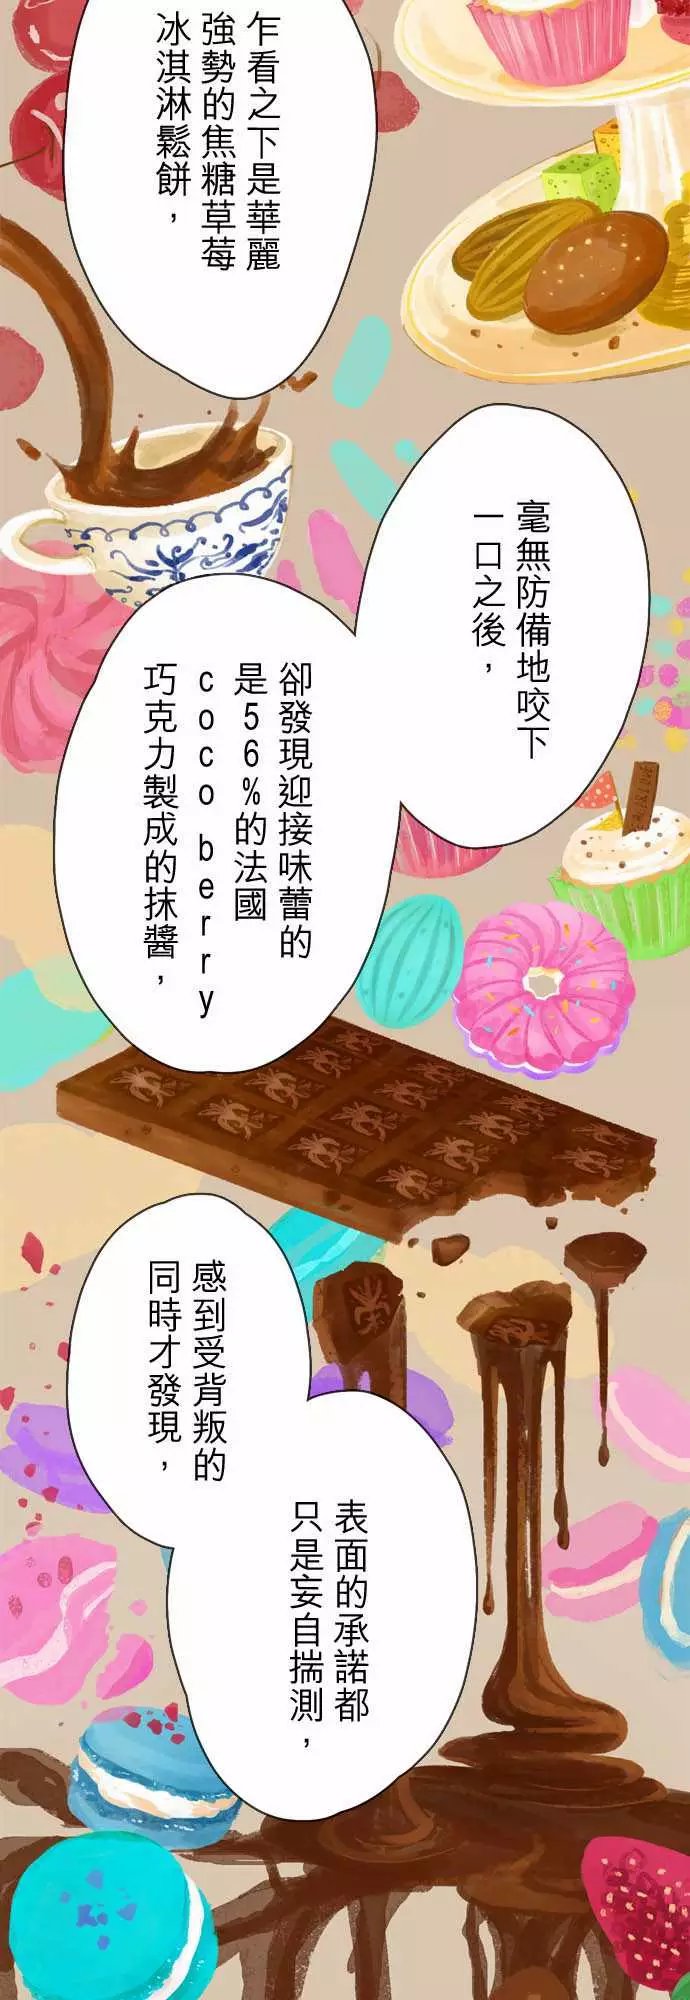 乍看之下是華麗
強勢的焦糖草莓
冰淇淋鬆餅，
毫無防備地咬下
一口之後，
卻發現迎接味蕾的
是56%的法國
coco berry
巧克力製成的抹醬，
感到受背叛的
同時才發現，
表面的承諾都
只是妄自揣測，